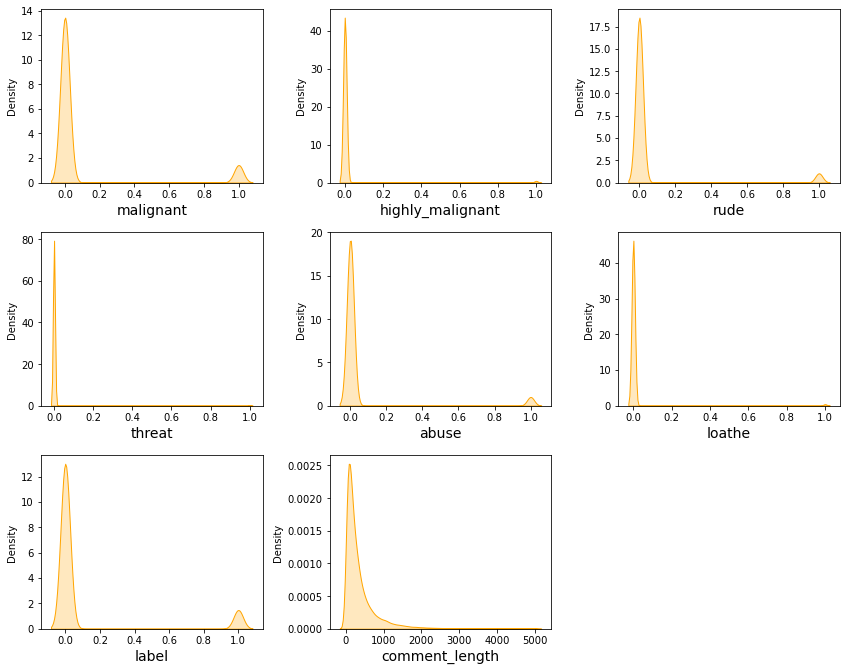 14
12
10
8
6
4
2
0
Density
0.0 0.2 0.4 0.6 0.8 1.0
malignant
40
30
20
10
0
Density
0.0 0.2 0.4 0.6 0.8 1.0
highly_malignant
17.5
15.0
12.5
10.0
7.5
5.0
2.5
0.0
Density
0.0 0.2 0.4 0.6 0.8 1.0
rude
80
60
40
20
0
Density
0.0 0.2 0.4 0.6 0.8 1.0
threat
20
15
10
5
0
Density
0.0 0.2 0.4 0.6 0.8 1.0
abuse
40
30
20
10
0
Density
0.0 0.2 0.4 0.6 0.8 1.0
loathe
12
10
8
6
4
2
0
Density
0.0 0.2 0.4 0.6 0.8 1.0
label
0.0025
0.0020
0.0015
0.0010
0.0005
0.0000
Density
0 1000 2000 3000 4000 5000
comment_length